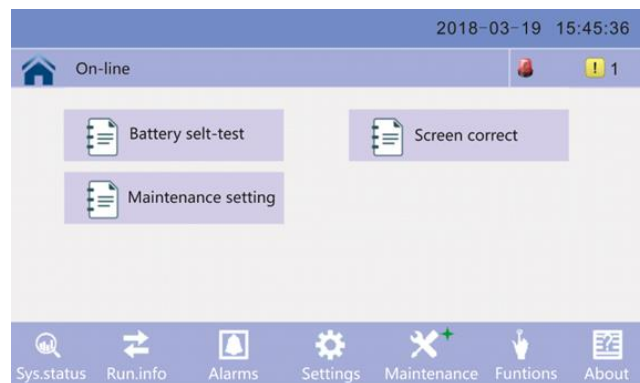 2018-03-19 15:45:36
On-line ! 1
Battery selt-test Screen correct
Maintenance setting
Sys.status Run.info Alarms Settings Maintenance Funtions About